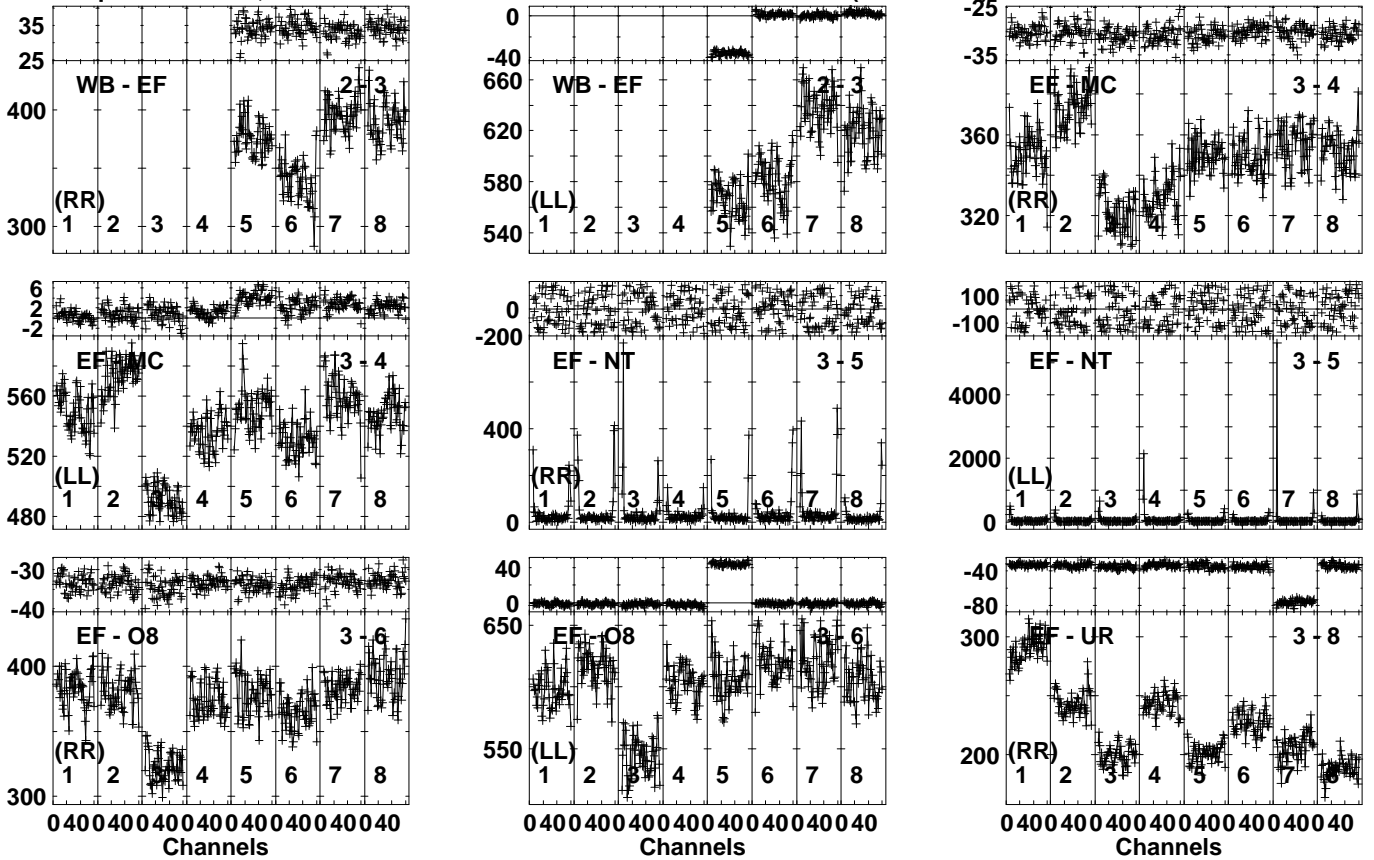 35
25
WB - EF 2 - 3
400
300
(RR)
1 2 3 4 5 6 7 8
0
-40
WB - EF 2 - 3
660
620
580
540
(LL)
1 2 3 4 5 6 7 8
-25
-35
EF - MC 3 - 4
360
320
(RR)
1 2 3 4 5 6 7 8
6
2
-2
EF - MC 3 - 4
560
520
480
(LL)
1 2 3 4 5 6 7 8
0
-200
EF - NT 3 - 5
400
0
(RR)
1 2 3 4 5 6 7 8
100
-100
EF - NT 3 - 5
4000
2000
0
(LL)
1 2 3 4 5 6 7 8
-30
-40
EF - O8 3 - 6
400
300
(RR)
1 2 3 4 5 6 7 8
0 40 0 40 0 40 0 40 0 40 0 40 0 40 0 40
Channels
40
0
EF - O8 3 - 6
650
550
(LL)
1 2 3 4 5 6 7 8
0 40 0 40 0 40 0 40 0 40 0 40 0 40 0 40
Channels
-40
-80
EF - UR 3 - 8
300
200
(RR)
1 2 3 4 5 6 7 8
0 40 0 40 0 40 0 40 0 40 0 40 0 40 0 40
Channels